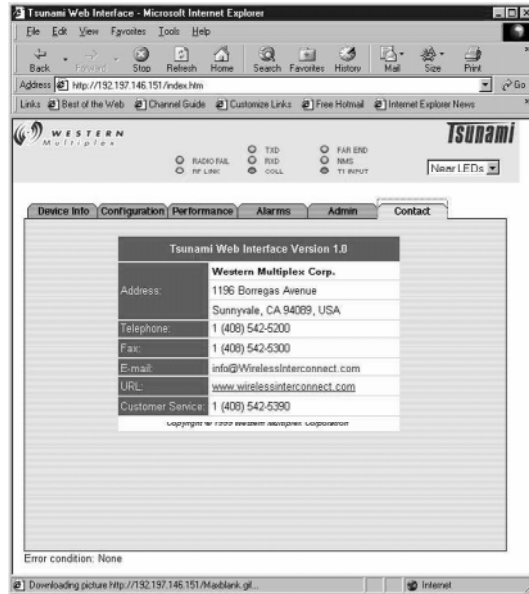 Tsunami Web Interface - Microsoft Internet Explorer
File Edit View Favorites Tools Help
Back Forward Stop Refresh Home Search Favorites History Mail Size Print
Address http://192.197.146.151/index.htm Go
Links Best of the Web Channel Guide Customize Links Free Hotmail Internet Explorer News
WESTERN
Multiplex
Tsunami
TXD FAR END
RADIO FAIL RXD NMS
RF LINK COLL T1 INPUT
Near LEDs
Device Info Configuration Performance Alarms Admin Contact
Tsunami Web Interface Version 1.0
Western Multiplex Corp.
Address: 1196 Borregas Avenue
Sunnyvale, CA 94089, USA
Telephone: 1 (408) 542-5200
Fax: 1 (408) 542-5300
E-mail: info@WirelessInterconnect.com
URL: www.wirelessinterconnect.com
Customer Service: 1 (408) 542-5390
Copyright © 1999 Western Multiplex Corporation
Error condition: None
Downloading picture http://192.197.146.151/Maxblank.gif... Internet